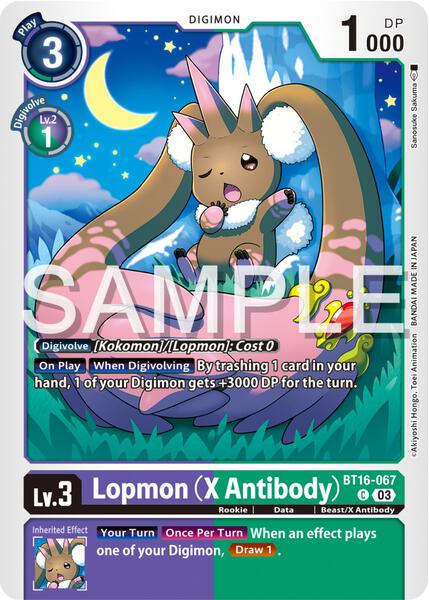 DIGIMON
Play
3
DP
1000
Digivolve
Lv.2
1
Sanosuke Sakuma
SAMPLE
©Akiyoshi Hongo, Toei Animation BANDAI MADE IN JAPAN
Digivolve [Kokomon]/[Lopmon]: Cost 0
On Play When Digivolving By trashing 1 card in your
hand, 1 of your Digimon gets +3000 DP for the turn.
Lv.3 Lopmon (X Antibody) BT16-067
C 03
Rookie | Data | Beast/X Antibody
Inherited Effect
Your Turn Once Per Turn When an effect plays
one of your Digimon, Draw 1 .